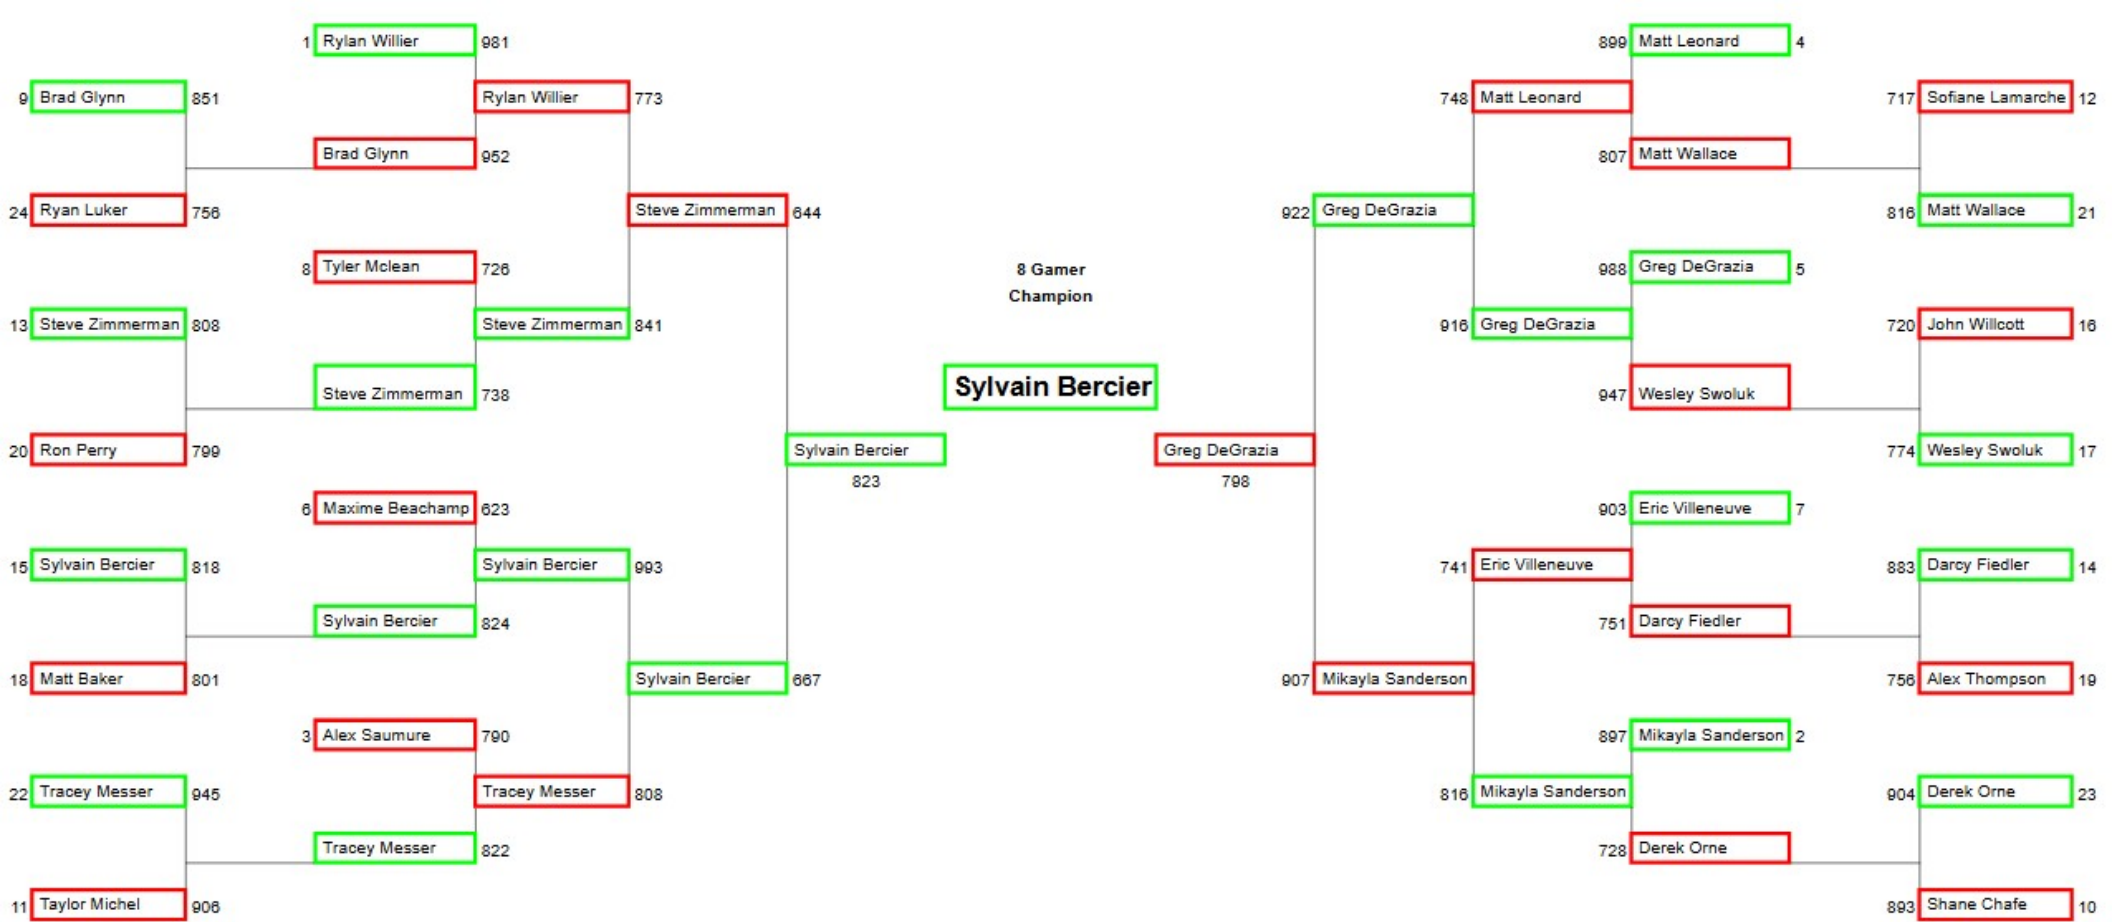 1 Rylan Willier 981
899 Matt Leonard 4
9 Brad Glynn 851
Rylan Willier 773
748 Matt Leonard
717 Sofiane Lamarche 12
Brad Glynn 952
807 Matt Wallace
24 Ryan Luker 756
Steve Zimmerman 644
922 Greg DeGrazia
816 Matt Wallace 21
8 Tyler Mclean 726
8 Gamer
Champion
988 Greg DeGrazia 5
13 Steve Zimmerman 808
Steve Zimmerman 841
916 Greg DeGrazia
720 John Willcott 16
Steve Zimmerman 738
Sylvain Bercier
947 Wesley Swoluk
20 Ron Perry 799
Sylvain Bercier
823
Greg DeGrazia
798
774 Wesley Swoluk 17
6 Maxime Beachamp 623
903 Eric Villeneuve 7
15 Sylvain Bercier 818
Sylvain Bercier 993
741 Eric Villeneuve
883 Darcy Fiedler 14
Sylvain Bercier 824
751 Darcy Fiedler
18 Matt Baker 801
Sylvain Bercier 667
907 Mikayla Sanderson
756 Alex Thompson 19
3 Alex Saumure 790
897 Mikayla Sanderson 2
22 Tracey Messer 945
Tracey Messer 808
816 Mikayla Sanderson
904 Derek Orne 23
Tracey Messer 822
728 Derek Orne
11 Taylor Michel 906
893 Shane Chafe 10